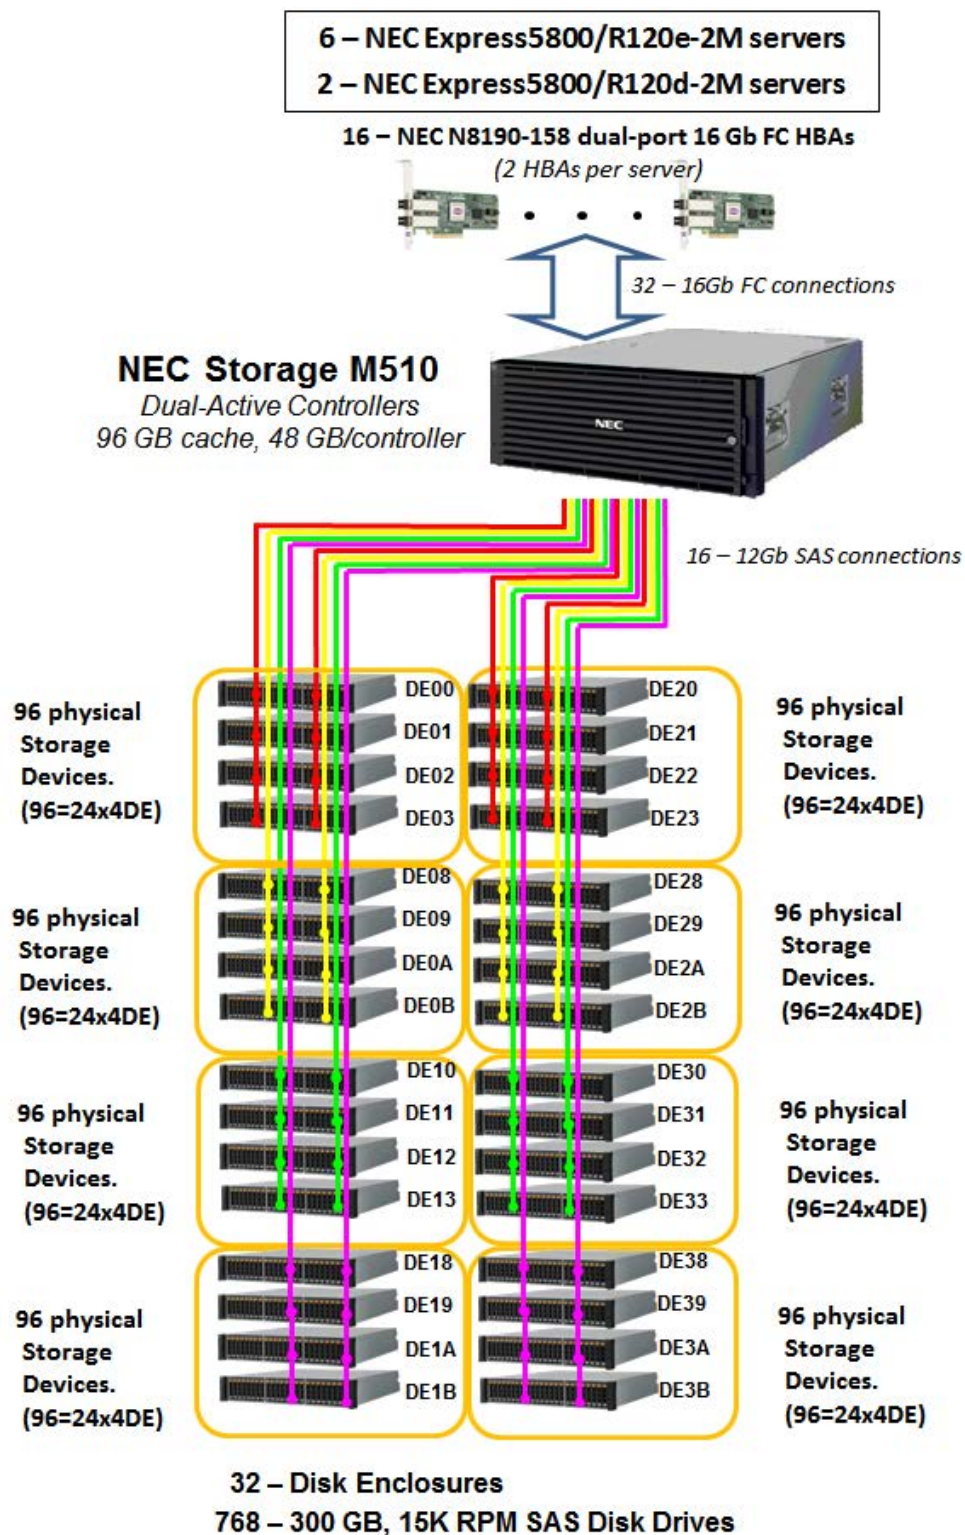 6 – NEC Express5800/R120e-2M servers
2 – NEC Express5800/R120d-2M servers
16 – NEC N8190-158 dual-port 16 Gb FC HBAs
(2 HBAs per server)
32 – 16Gb FC connections
NEC Storage M510
Dual-Active Controllers
96 GB cache, 48 GB/controller
NEC
16 – 12Gb SAS connections
96 physical
Storage
Devices.
(96=24x4DE)
DE00
DE01
DE02
DE03
DE20
DE21
DE22
DE23
96 physical
Storage
Devices.
(96=24x4DE)
96 physical
Storage
Devices.
(96=24x4DE)
DE08
DE09
DE0A
DE0B
DE28
DE29
DE2A
DE2B
96 physical
Storage
Devices.
(96=24x4DE)
96 physical
Storage
Devices.
(96=24x4DE)
DE10
DE11
DE12
DE13
DE30
DE31
DE32
DE33
96 physical
Storage
Devices.
(96=24x4DE)
96 physical
Storage
Devices.
(96=24x4DE)
DE18
DE19
DE1A
DE1B
DE38
DE39
DE3A
DE3B
96 physical
Storage
Devices.
(96=24x4DE)
32 – Disk Enclosures
768 – 300 GB, 15K RPM SAS Disk Drives